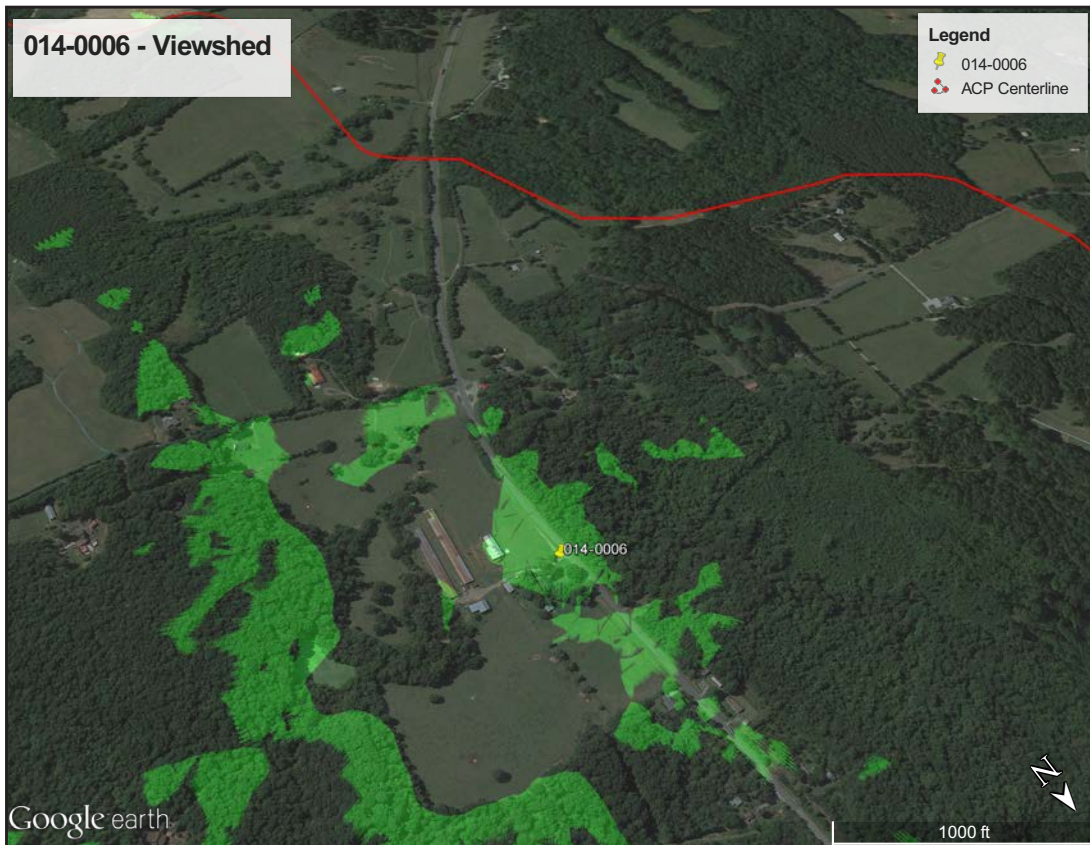 014-0006 - Viewshed
Legend
014-0006
ACP Centerline
014-0006
N
Google earth
1000 ft